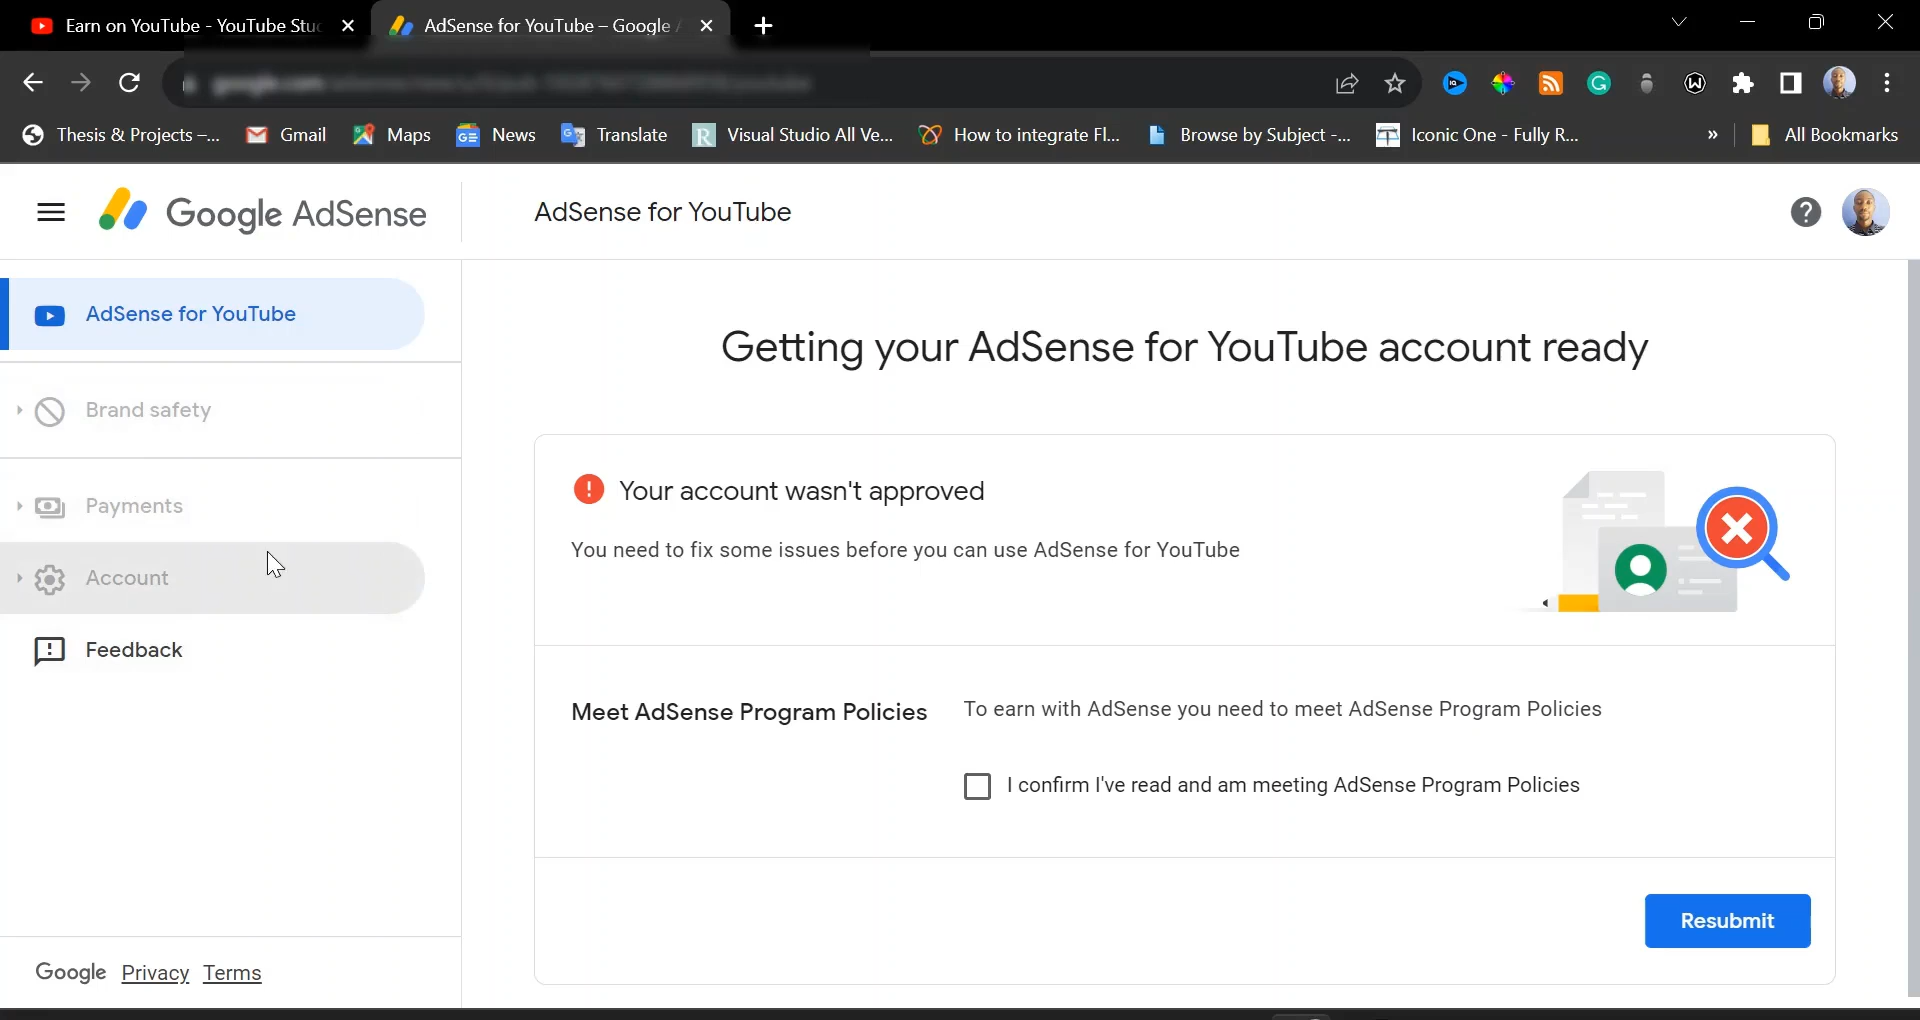 Earn on YouTube - YouTube Stu
AdSense for YouTube – Google
Thesis & Projects –...
Gmail
Maps
News
Translate
Visual Studio All Ve...
How to integrate Fl...
Browse by Subject -...
Iconic One - Fully R...
»
All Bookmarks
Google AdSense
AdSense for YouTube
AdSense for YouTube
Brand safety
Payments
Account
Feedback
Google Privacy Terms
Getting your AdSense for YouTube account ready
Your account wasn't approved
You need to fix some issues before you can use AdSense for YouTube
Meet AdSense Program Policies
To earn with AdSense you need to meet AdSense Program Policies
I confirm I've read and am meeting AdSense Program Policies
Resubmit